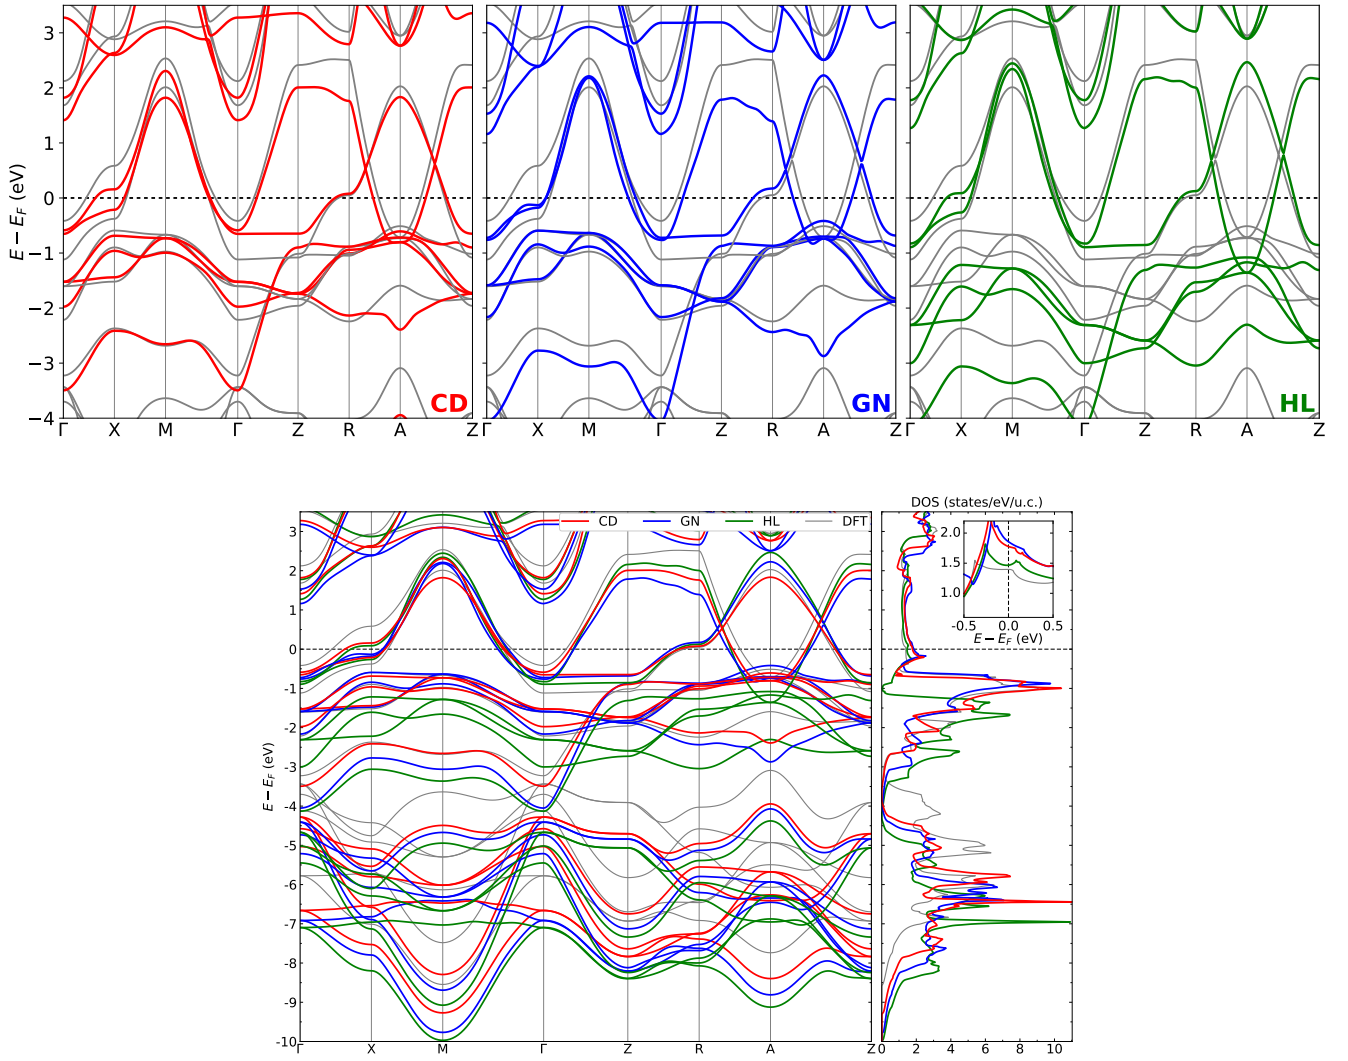 3
2
1
0
−1
−2
−3
−4
E − E_F (eV)
CD
GN
HL
Γ X M Γ Z R A Z
Γ X M Γ Z R A Z
Γ X M Γ Z R A Z
DOS (states/eV/u.c.)
CD GN HL DFT
3
2
1
0
-1
-2
-3
-4
-5
-6
-7
-8
-9
-10
E − E_F (eV)
2.0
1.5
1.0
-0.5 0.0 0.5
E − E_F (eV)
Γ X M Γ Z R A Z
0 2 4 6 8 10